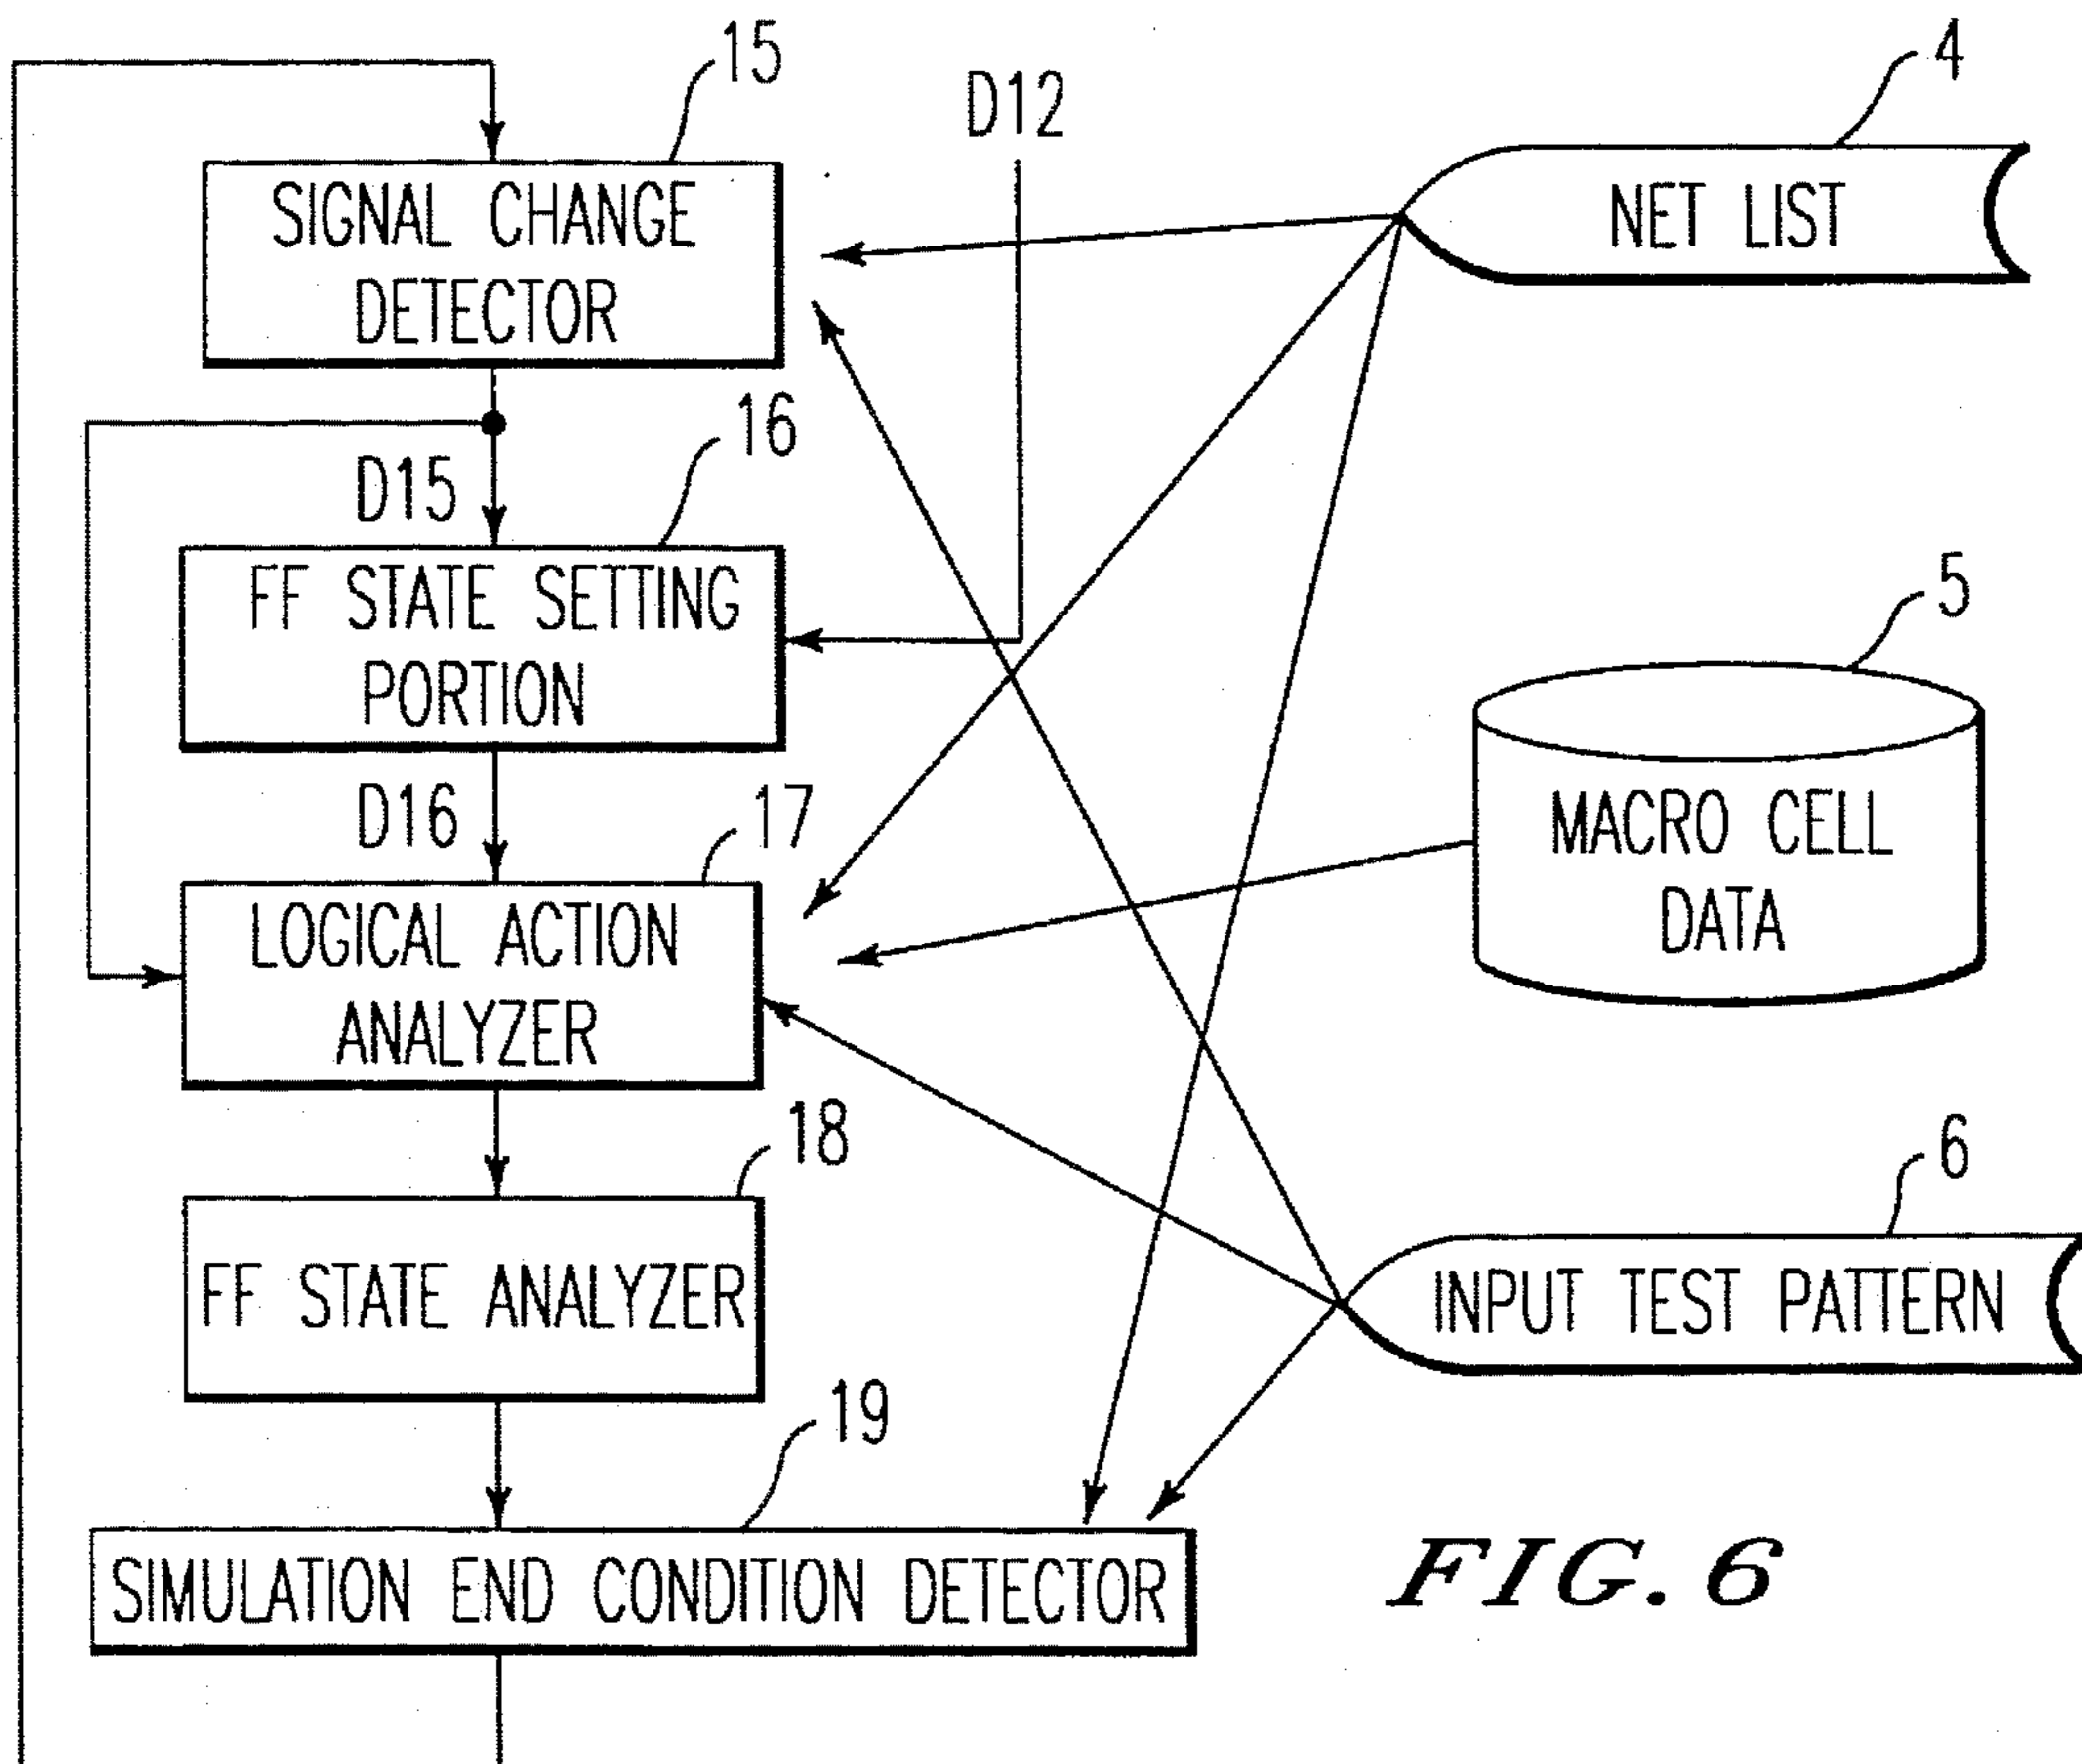 15
D12
4
SIGNAL CHANGE
DETECTOR
NET LIST
16
D15
FF STATE SETTING
PORTION
5
D16
17
MACRO CELL
DATA
LOGICAL ACTION
ANALYZER
18
6
FF STATE ANALYZER
INPUT TEST PATTERN
19
SIMULATION END CONDITION DETECTOR
FIG. 6